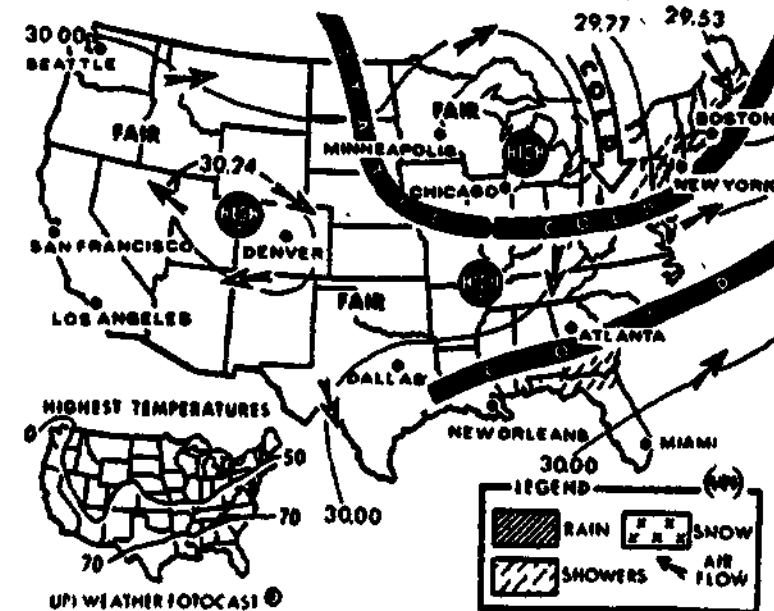 29.77
29.53
30.00
SEATTLE
COLD
FAIR
FAIR
BOSTON
MINNEAPOLIS
HIGH
30.24
CHICAGO
NEW YORK
HIGH
SAN FRANCISCO
DENVER
HIGH
FAIR
LOS ANGELES
ATLANTA
DALLAS
HIGHEST TEMPERATURES
NEW ORLEANS
MIAMI
0
50
30.00
LEGEND
70
30.00
RAIN
SNOW
70
SHOWERS
AIR
FLOW
UPI WEATHER FOTOCAST